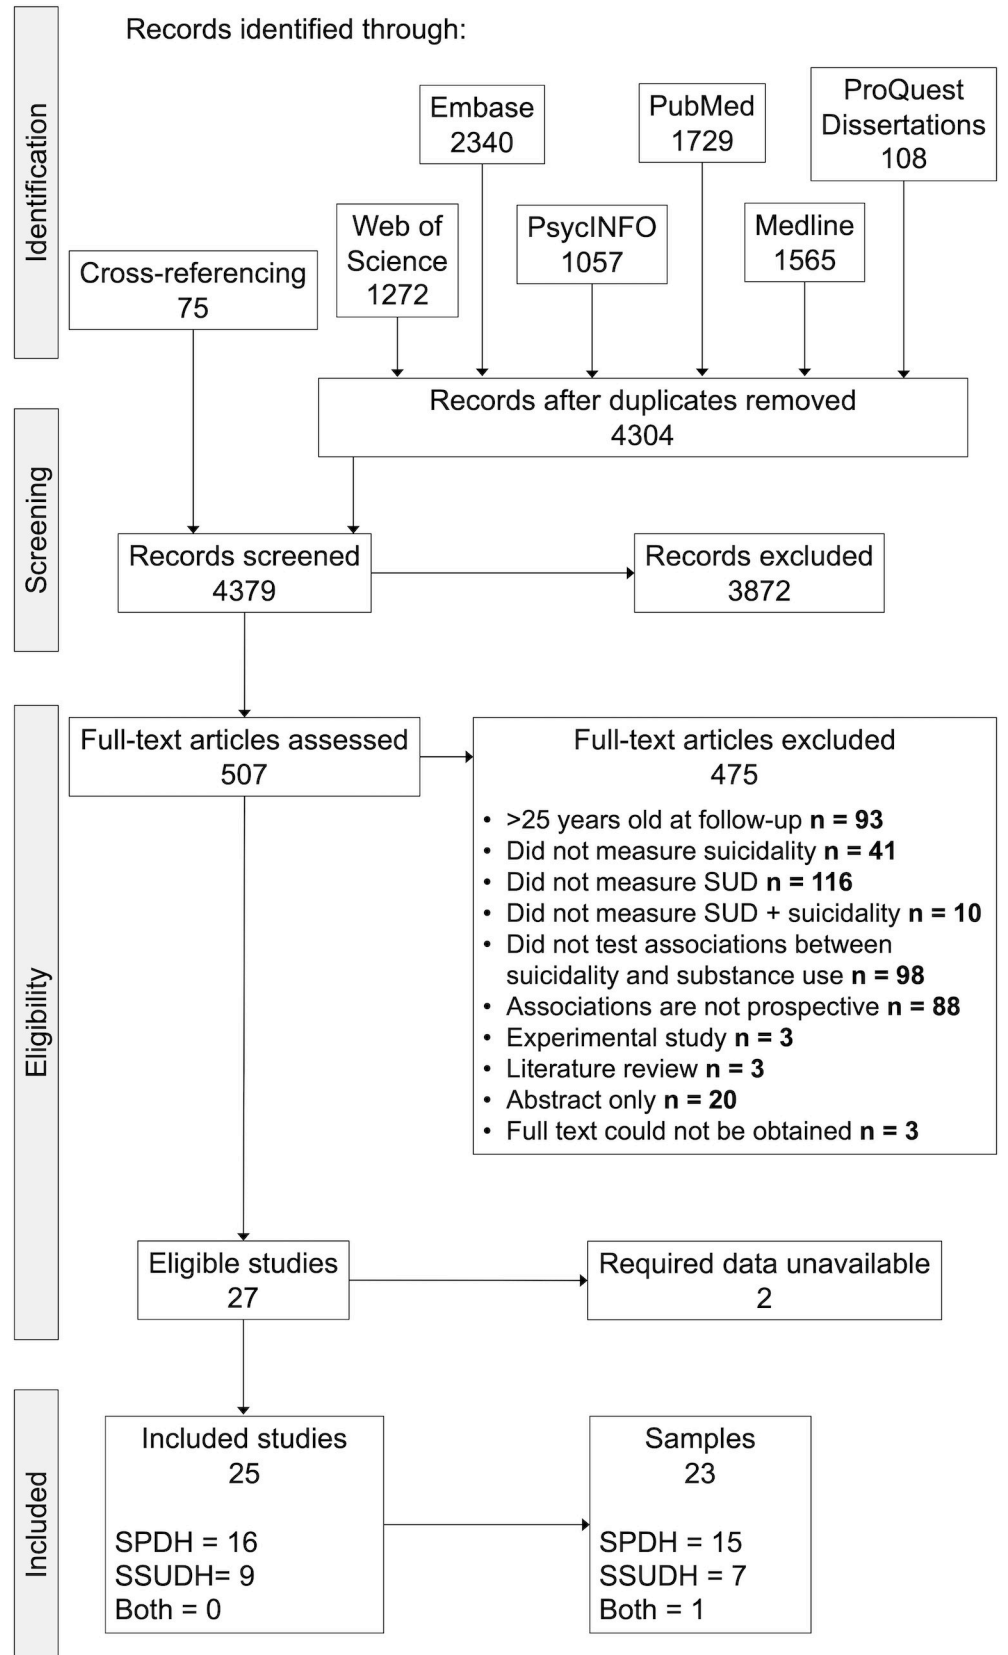 Identification
Records identified through:
Embase
2340
PubMed
1729
ProQuest
Dissertations
108
Web of
Science
1272
PsycINFO
1057
Medline
1565
Cross-referencing
75
Records after duplicates removed
4304
Screening
Records screened
4379
Records excluded
3872
Eligibility
Full-text articles assessed
507
Full-text articles excluded
475
• >25 years old at follow-up n = 93
• Did not measure suicidality n = 41
• Did not measure SUD n = 116
• Did not measure SUD + suicidality n = 10
• Did not test associations between
suicidality and substance use n = 98
• Associations are not prospective n = 88
• Experimental study n = 3
• Literature review n = 3
• Abstract only n = 20
• Full text could not be obtained n = 3
Eligible studies
27
Required data unavailable
2
Included
Included studies
25
SPDH = 16
SSUDH= 9
Both = 0
Samples
23
SPDH = 15
SSUDH = 7
Both = 1